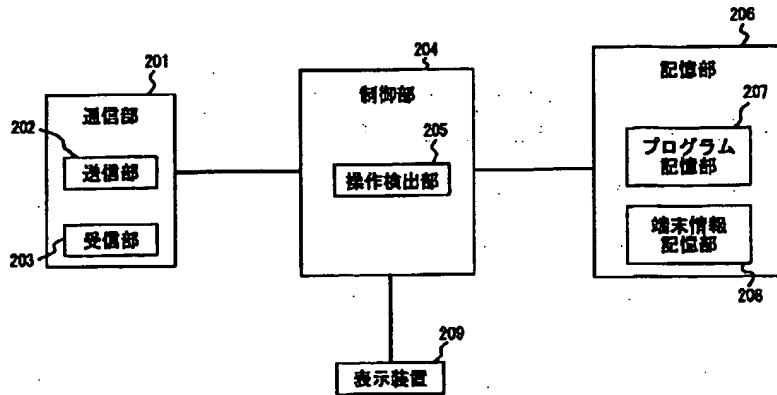 201
通信部
202
送信部
受信部
203
204
制御部
205
操作検出部
206
記憶部
207
プログラム
記憶部
端末情報
記憶部
208
209
表示装置